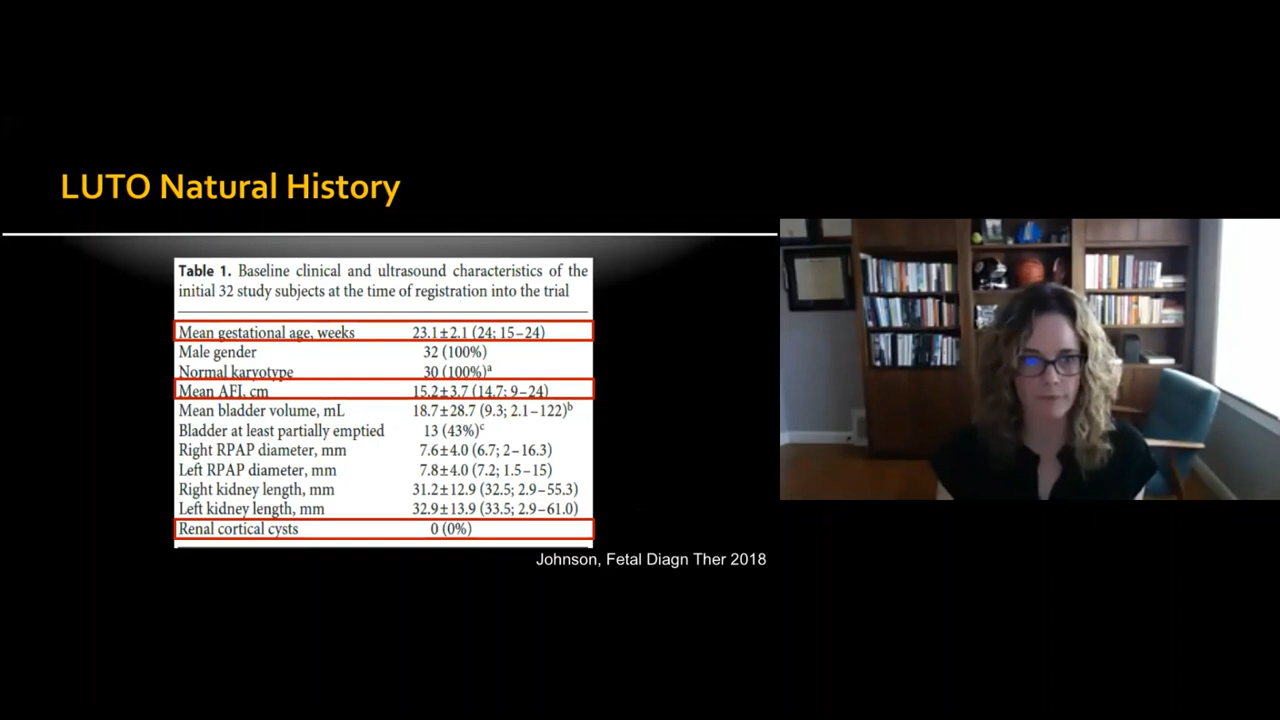 LUTO Natural History
Table 1. Baseline clinical and ultrasound characteristics of the
initial 32 study subjects at the time of registration into the trial
Mean gestational age, weeks 23.1±2.1 (24; 15–24)
Male gender 32 (100%)
Normal karyotype 30 (100%)ᵃ
Mean AFI, cm 15.2±3.7 (14.7; 9–24)
Mean bladder volume, mL 18.7±28.7 (9.3; 2.1–122)ᵇ
Bladder at least partially emptied 13 (43%)ᶜ
Right RPAP diameter, mm 7.6±4.0 (6.7; 2–16.3)
Left RPAP diameter, mm 7.8±4.0 (7.2; 1.5–15)
Right kidney length, mm 31.2±12.9 (32.5; 2.9–55.3)
Left kidney length, mm 32.9±13.9 (33.5; 2.9–61.0)
Renal cortical cysts 0 (0%)
Johnson, Fetal Diagn Ther 2018